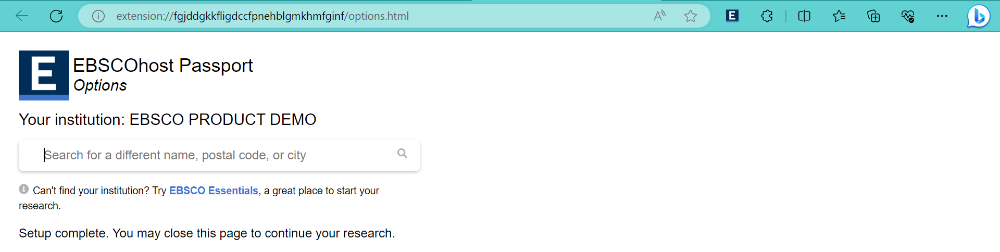 extension://fgjddgkkfligdccfpnehblgmkhmfginf/options.html
E
E
EBSCOhost Passport
Options
Your institution: EBSCO PRODUCT DEMO
Search for a different name, postal code, or city
Can't find your institution? Try EBSCO Essentials, a great place to start your
research.
Setup complete. You may close this page to continue your research.